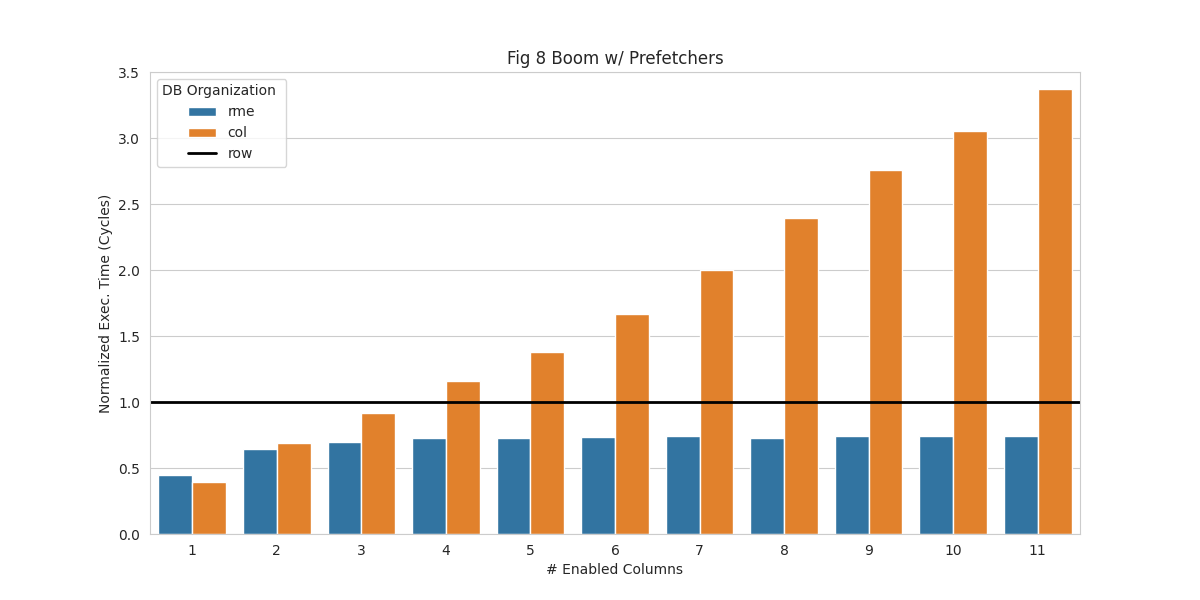 Fig 8 Boom w/ Prefetchers
DB Organization
rme
col
row
Normalized Exec. Time (Cycles)
3.5
3.0
2.5
2.0
1.5
1.0
0.5
0.0
1 2 3 4 5 6 7 8 9 10 11
# Enabled Columns